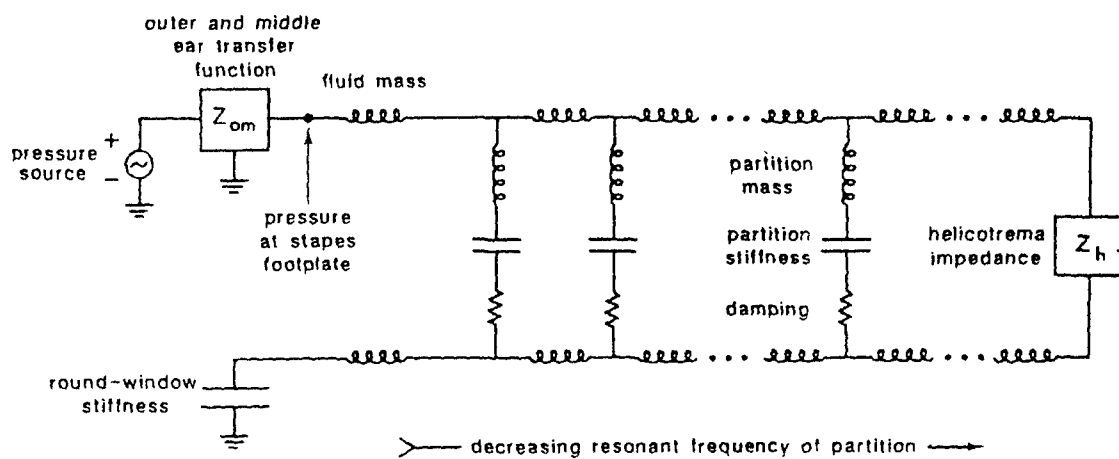 outer and middle
ear transfer
function
fluid mass
Z_om
+
pressure
source
-
pressure
at stapes
footplate
partition
mass
partition
stiffness
helicotrema
impedance
Z_h
damping
round-window
stiffness
decreasing resonant frequency of partition